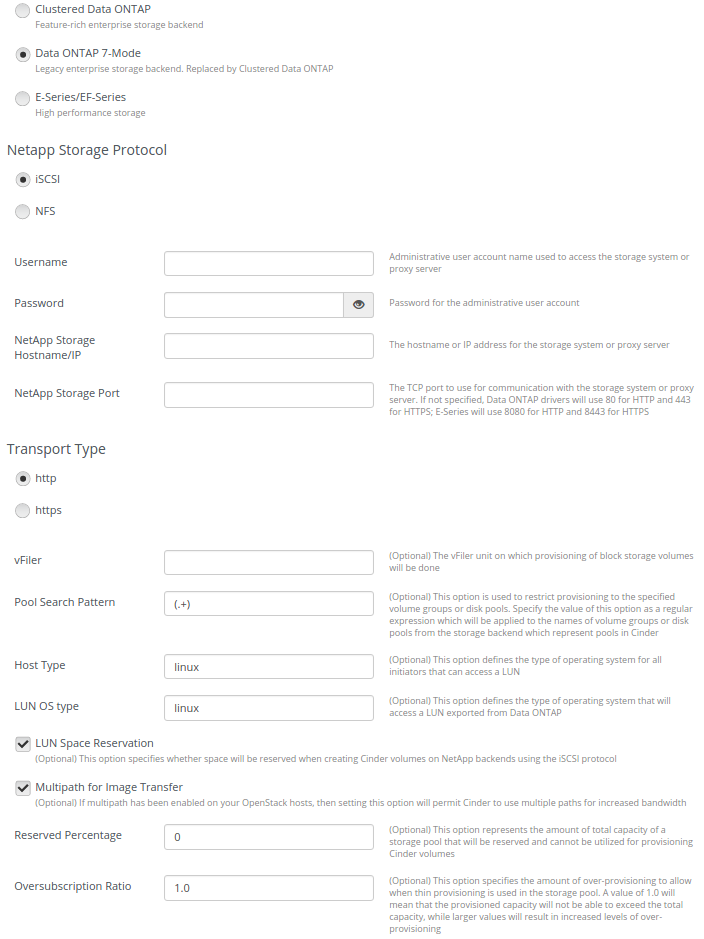 Clustered Data ONTAP
Feature-rich enterprise storage backend
Data ONTAP 7-Mode
Legacy enterprise storage backend. Replaced by Clustered Data ONTAP
E-Series/EF-Series
High performance storage
Netapp Storage Protocol
iSCSI
NFS
Username
Administrative user account name used to access the storage system or
proxy server
Password
Password for the administrative user account
NetApp Storage
Hostname/IP
The hostname or IP address for the storage system or proxy server
NetApp Storage Port
The TCP port to use for communication with the storage system or proxy
server. If not specified, Data ONTAP drivers will use 80 for HTTP and 443
for HTTPS; E-Series will use 8080 for HTTP and 8443 for HTTPS
Transport Type
http
https
vFiler
(Optional) The vFiler unit on which provisioning of block storage volumes
will be done
Pool Search Pattern
(.+)
(Optional) This option is used to restrict provisioning to the specified
volume groups or disk pools. Specify the value of this option as a regular
expression which will be applied to the names of volume groups or disk
pools from the storage backend which represent pools in Cinder
Host Type
linux
(Optional) This option defines the type of operating system for all
initiators that can access a LUN
LUN OS type
linux
(Optional) This option defines the type of operating system that will
access a LUN exported from Data ONTAP
LUN Space Reservation
(Optional) This option specifies whether space will be reserved when creating Cinder volumes on NetApp backends using the iSCSI protocol
Multipath for Image Transfer
(Optional) If multipath has been enabled on your OpenStack hosts, then setting this option will permit Cinder to use multiple paths for increased bandwidth
Reserved Percentage
0
(Optional) This option represents the amount of total capacity of a
storage pool that will be reserved and cannot be utilized for provisioning
Cinder volumes
Oversubscription Ratio
1.0
(Optional) This option specifies the amount of over-provisioning to allow
when thin provisioning is used in the storage pool. A value of 1.0 will
mean that the provisioned capacity will not be able to exceed the total
capacity, while larger values will result in increased levels of over-
provisioning